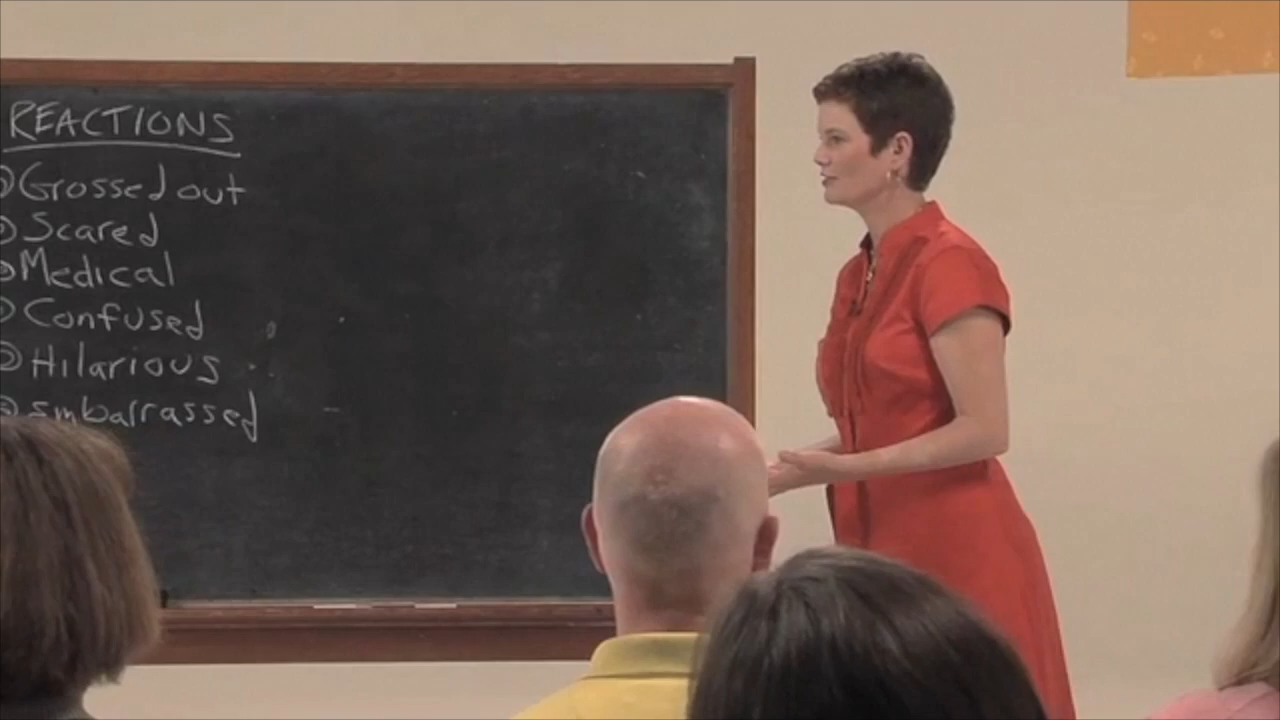 REACTIONS
Grossed out
Scared
Medical
Confused
Hilarious
Embarrassed